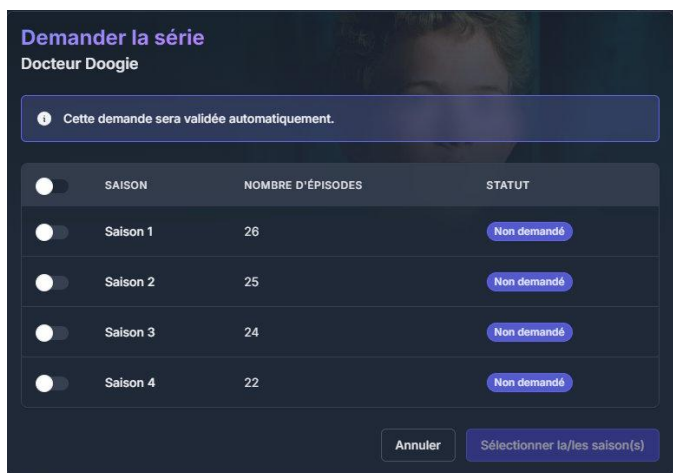 Demander la série
Docteur Doogie
Cette demande sera validée automatiquement.
SAISON NOMBRE D'ÉPISODES STATUT
Saison 1 26 Non demandé
Saison 2 25 Non demandé
Saison 3 24 Non demandé
Saison 4 22 Non demandé
Annuler Sélectionner la/les saison(s)